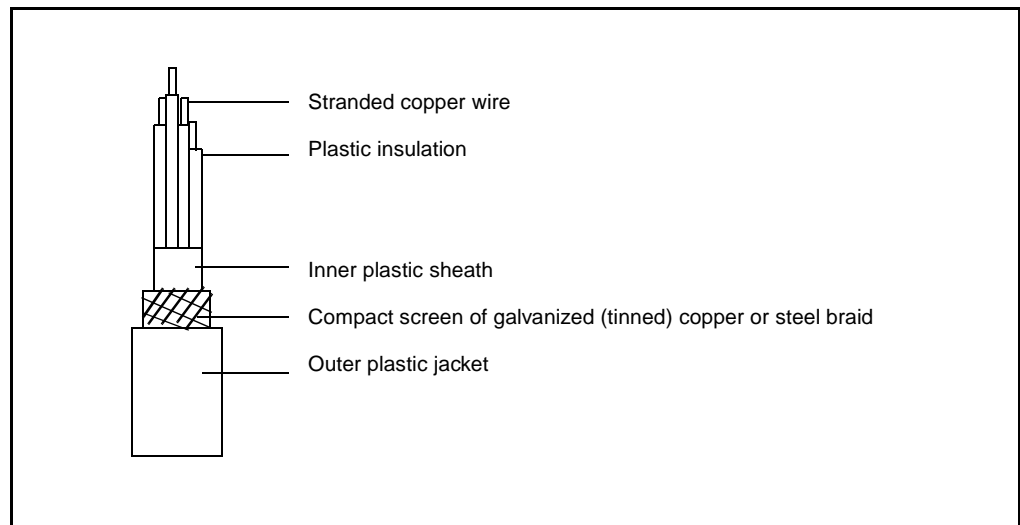 Stranded copper wire
Plastic insulation
Inner plastic sheath
Compact screen of galvanized (tinned) copper or steel braid
Outer plastic jacket